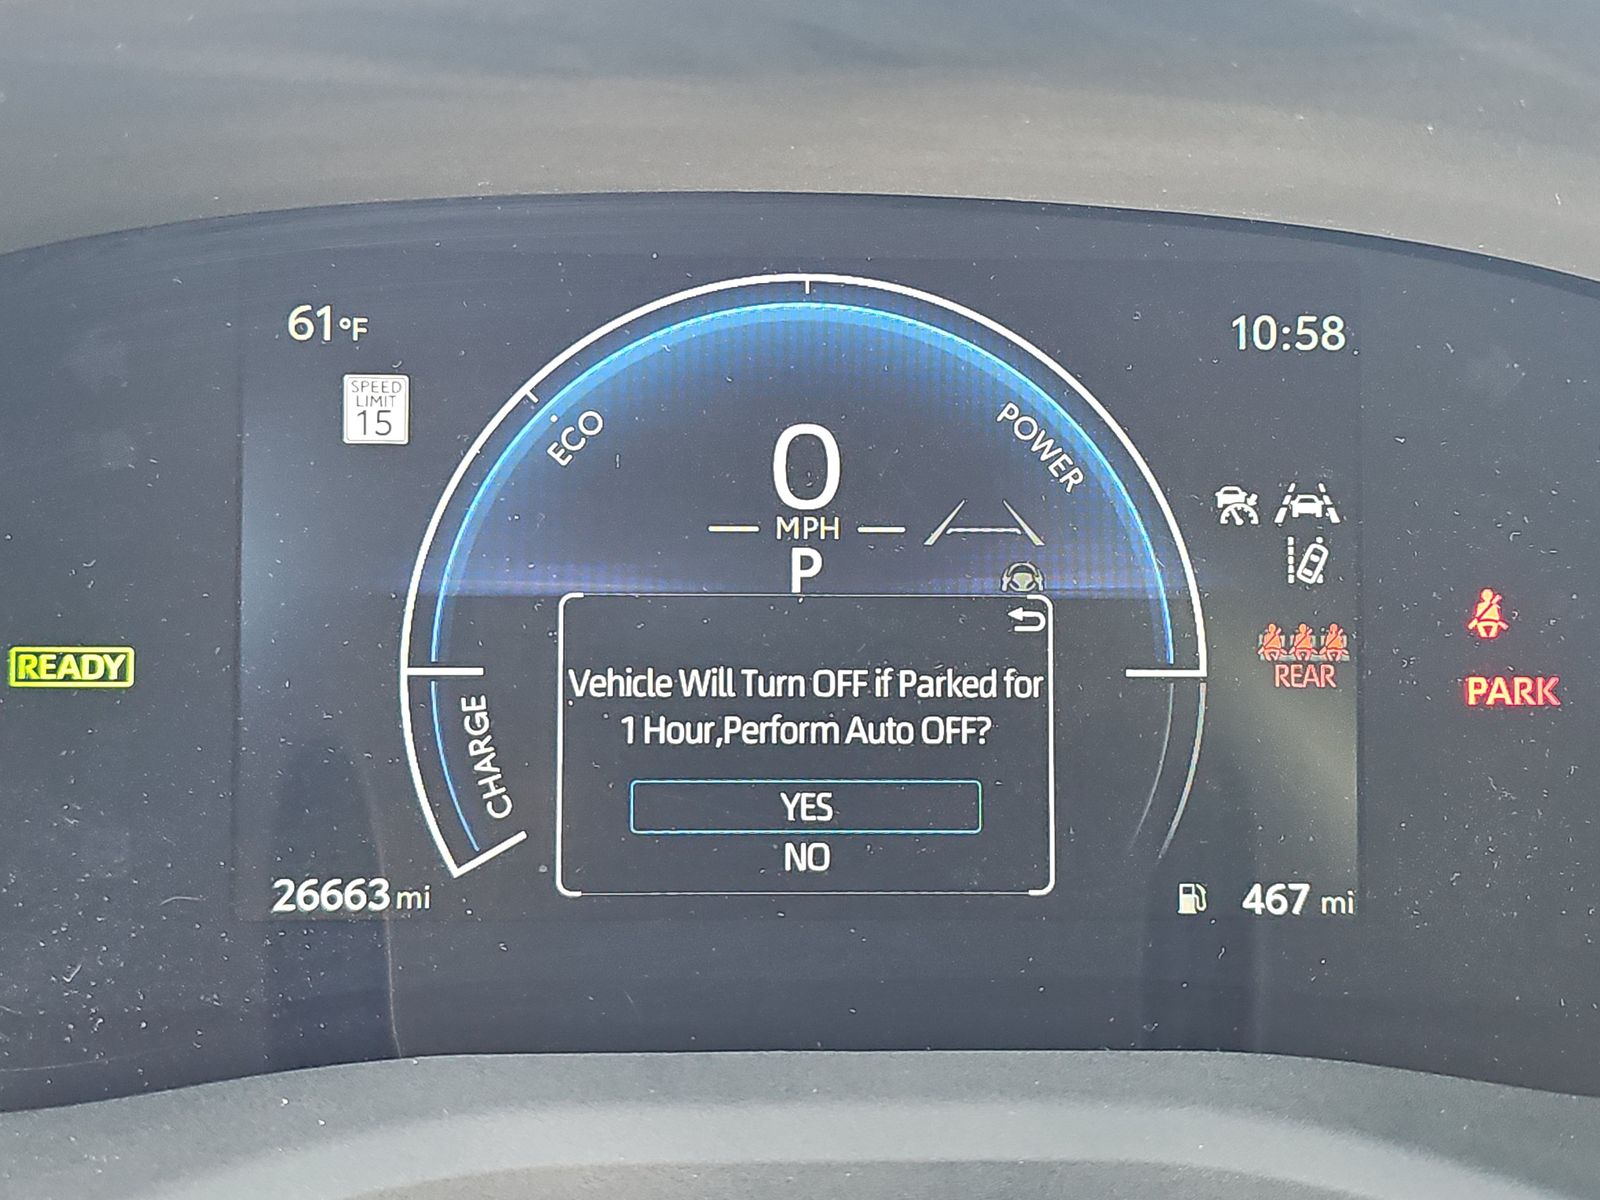 61°F
10:58
SPEED
LIMIT
15
ECO
POWER
0
MPH
P
READY
REAR
PARK
CHARGE
Vehicle Will Turn OFF if Parked for
1 Hour,Perform Auto OFF?
YES
NO
26663 mi
467 mi